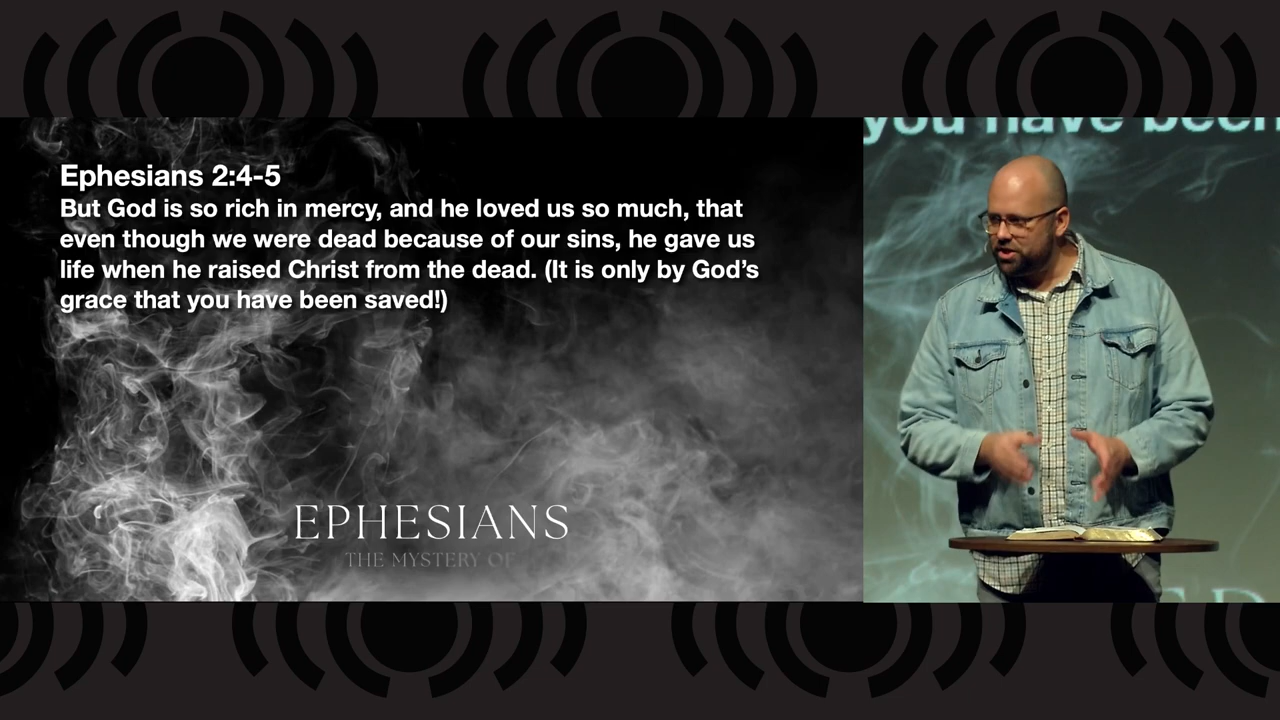 Ephesians 2:4-5
But God is so rich in mercy, and he loved us so much, that
even though we were dead because of our sins, he gave us
life when he raised Christ from the dead. (It is only by God’s
grace that you have been saved!)
EPHESIANS
THE MYSTERY OF
you have been